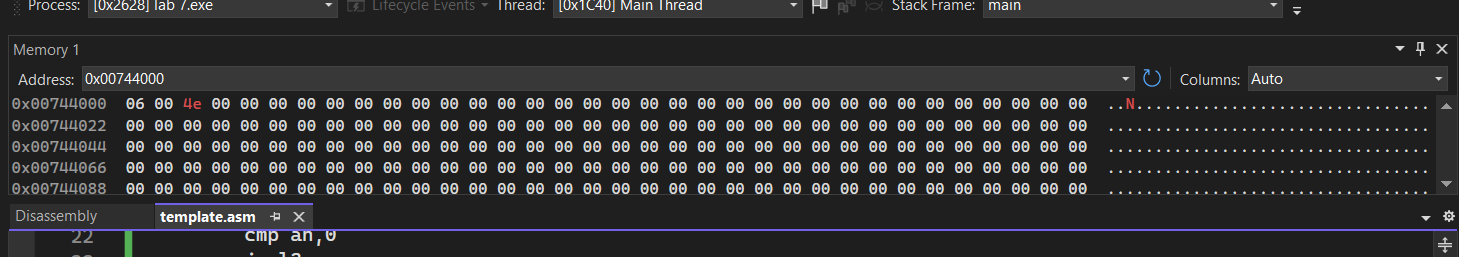 Process: [0x2628] lab 7.exe Lifecycle Events Thread: [0x1C40] Main Thread Stack Frame: main
Memory 1
Address: 0x00744000 Columns: Auto
0x00744000 06 00 4e 00 00 00 00 00 00 00 00 00 00 00 00 00 00 00 00 00 00 00 00 00 00 00 00 00 00 00 00 00 00 00 ..N...............................
0x00744022 00 00 00 00 00 00 00 00 00 00 00 00 00 00 00 00 00 00 00 00 00 00 00 00 00 00 00 00 00 00 00 00 00 00 ..................................
0x00744044 00 00 00 00 00 00 00 00 00 00 00 00 00 00 00 00 00 00 00 00 00 00 00 00 00 00 00 00 00 00 00 00 00 00 ..................................
0x00744066 00 00 00 00 00 00 00 00 00 00 00 00 00 00 00 00 00 00 00 00 00 00 00 00 00 00 00 00 00 00 00 00 00 00 ..................................
0x00744088 00 00 00 00 00 00 00 00 00 00 00 00 00 00 00 00 00 00 00 00 00 00 00 00 00 00 00 00 00 00 00 00 00 00 ..................................
Disassembly template.asm
22 cmp ah,0